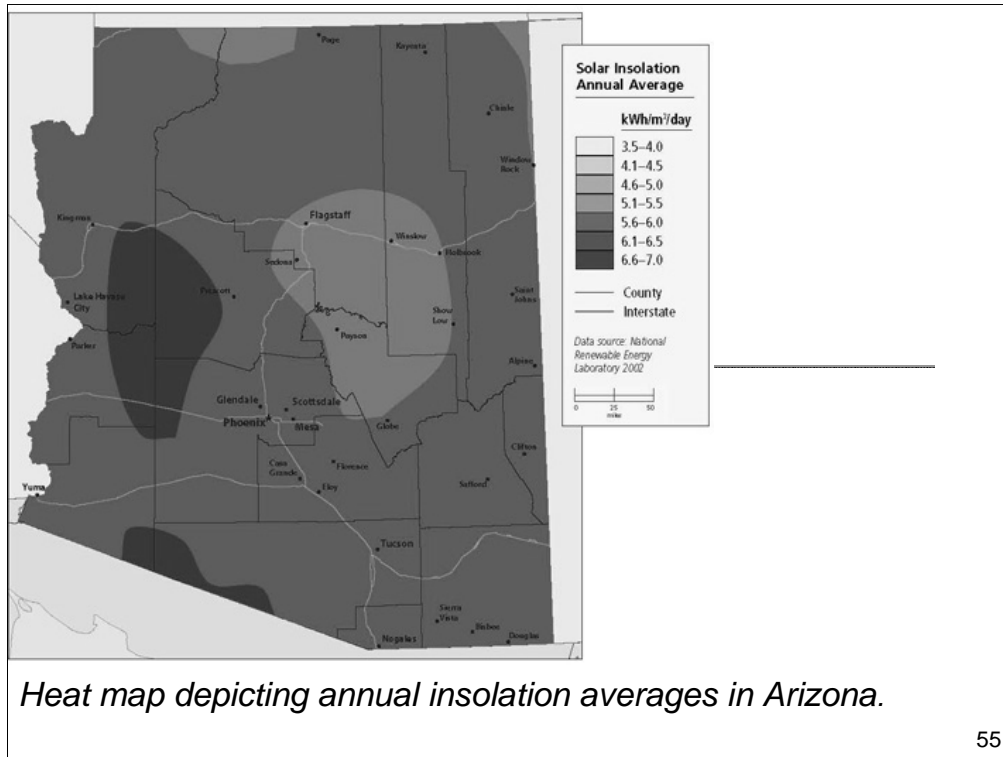 Page
Kayenta
Chinle
Window
Rock
Kingman
Flagstaff
Winslow
Holbrook
Sedona
Lake Havasu
City
Prescott
Saint
Johns
Show
Low
Payson
Parker
Alpine
Glendale
Scottsdale
Phoenix
Mesa
Globe
Clifton
Casa
Grande
Florence
Safford
Eloy
Yuma
Tucson
Sierra
Vista
Bisbee
Douglas
Nogales
Solar Insolation
Annual Average
kWh/m²/day
3.5–4.0
4.1–4.5
4.6–5.0
5.1–5.5
5.6–6.0
6.1–6.5
6.6–7.0
County
Interstate
Data source: National
Renewable Energy
Laboratory 2002
0 25 50
miles
Heat map depicting annual insolation averages in Arizona.
55